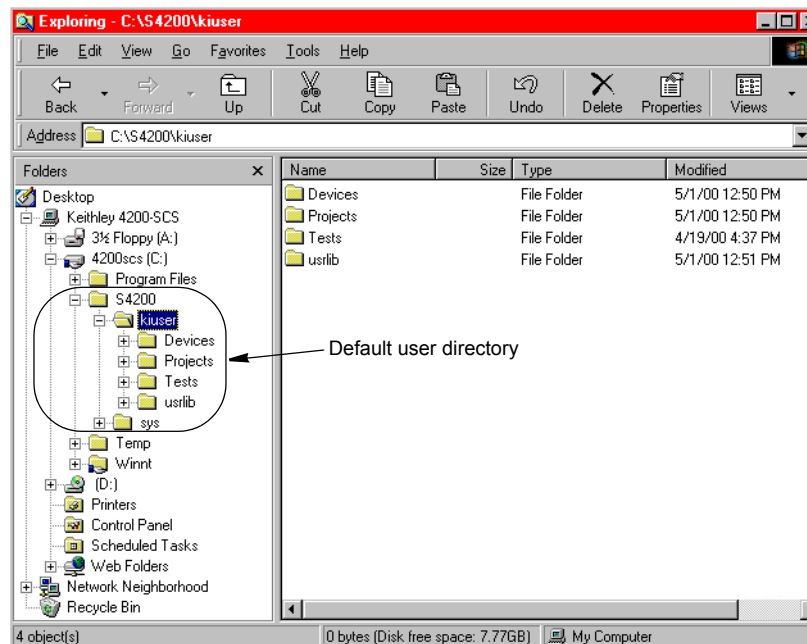 Exploring - C:\S4200\kiuser
File Edit View Go Favorites Tools Help
Back Forward Up Cut Copy Paste Undo Delete Properties Views
Address C:\S4200\kiuser
Folders
Name Size Type Modified
Desktop
Keithley 4200-SCS
3½ Floppy (A:)
4200scs (C:)
Program Files
S4200
kiuser
Devices
Projects
Tests
usrlib
sys
Temp
Winnt
(D:)
Printers
Control Panel
Scheduled Tasks
Web Folders
Network Neighborhood
Recycle Bin
Devices File Folder 5/1/00 12:50 PM
Projects File Folder 5/1/00 12:50 PM
Tests File Folder 4/19/00 4:37 PM
usrlib File Folder 5/1/00 12:51 PM
Default user directory
4 object(s) 0 bytes (Disk free space: 7.77GB) My Computer